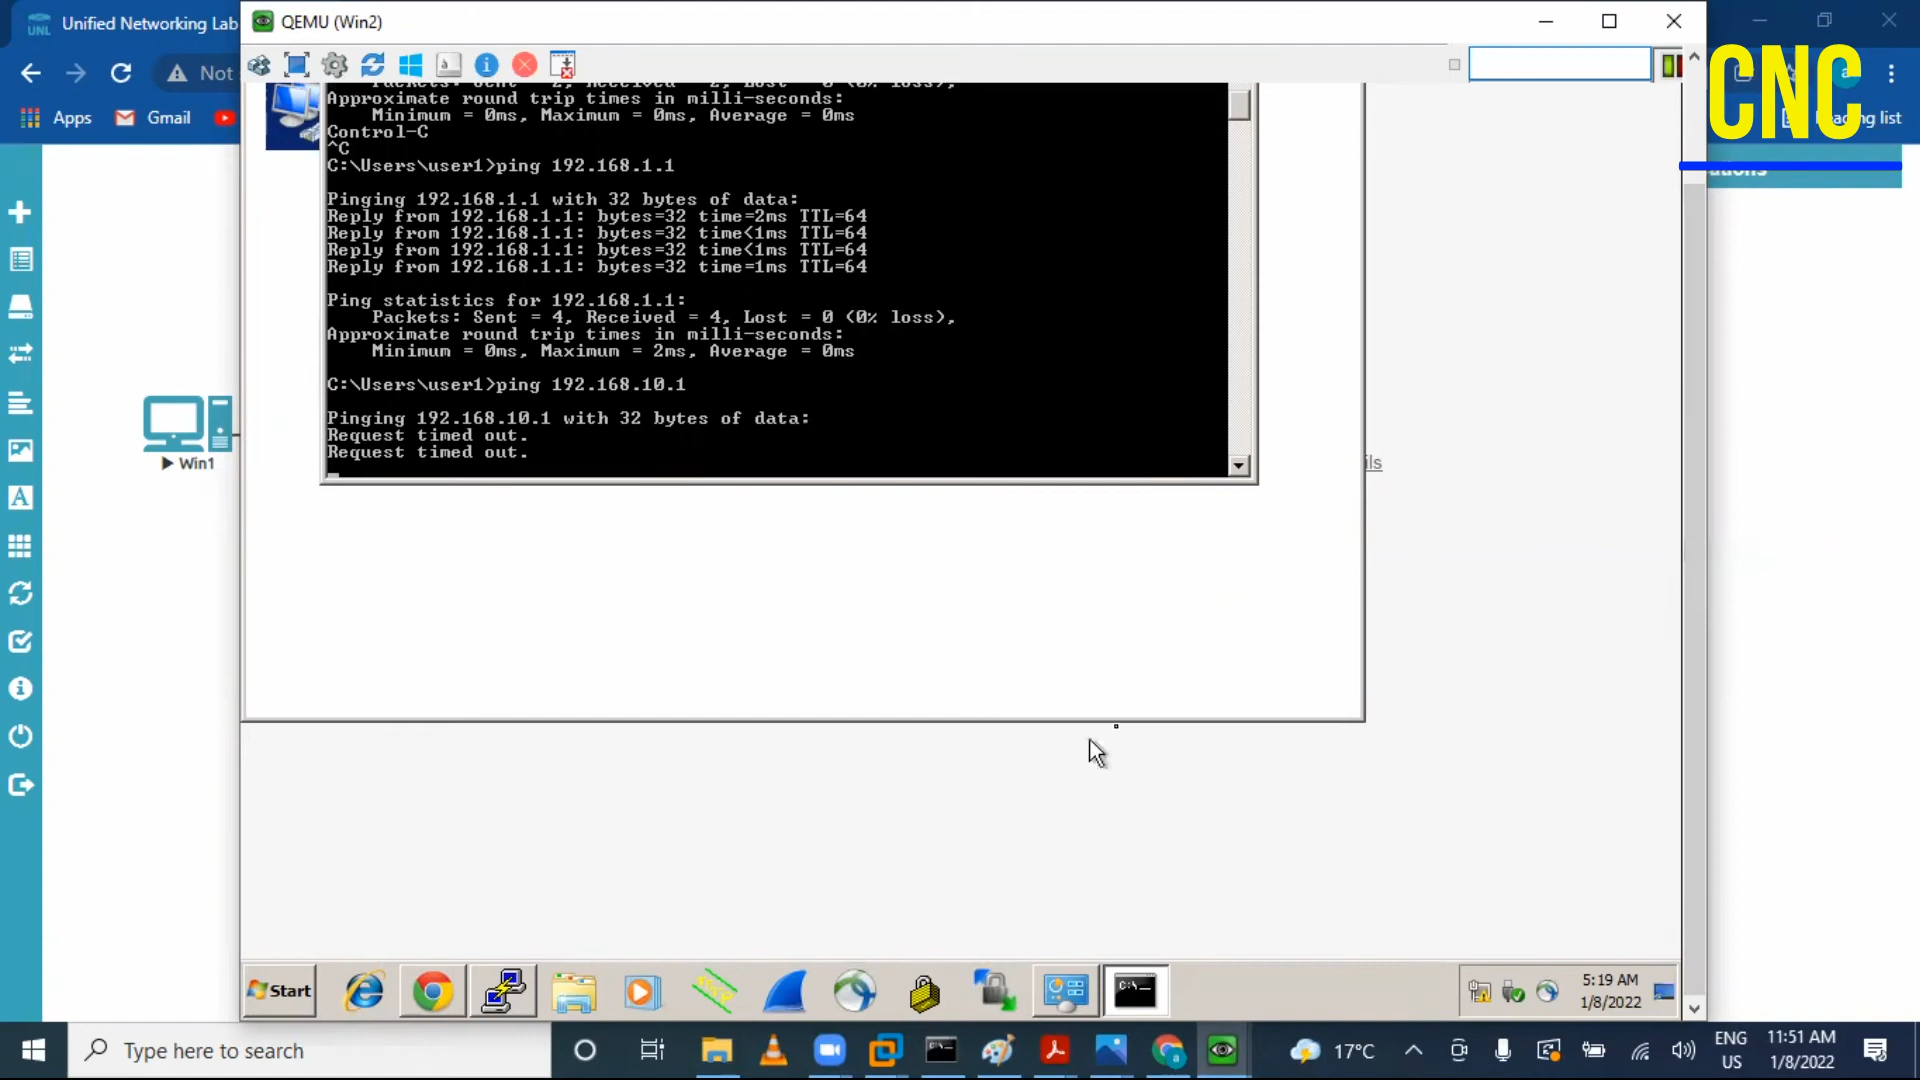 Unified Networking Lab
QEMU (Win2)
CNC
Not
Apps
Gmail
Reading list
Approximate round trip times in milli-seconds:
Minimum = 0ms, Maximum = 0ms, Average = 0ms
Control-C
^C
C:\Users\user1>ping 192.168.1.1
Pinging 192.168.1.1 with 32 bytes of data:
Reply from 192.168.1.1: bytes=32 time=2ms TTL=64
Reply from 192.168.1.1: bytes=32 time<1ms TTL=64
Reply from 192.168.1.1: bytes=32 time<1ms TTL=64
Reply from 192.168.1.1: bytes=32 time=1ms TTL=64
Ping statistics for 192.168.1.1:
Packets: Sent = 4, Received = 4, Lost = 0 (0% loss),
Approximate round trip times in milli-seconds:
Minimum = 0ms, Maximum = 2ms, Average = 0ms
C:\Users\user1>ping 192.168.10.1
Pinging 192.168.10.1 with 32 bytes of data:
Request timed out.
Request timed out.
Win1
ils
Start
5:19 AM
1/8/2022
Type here to search
17°C
ENG
US
11:51 AM
1/8/2022